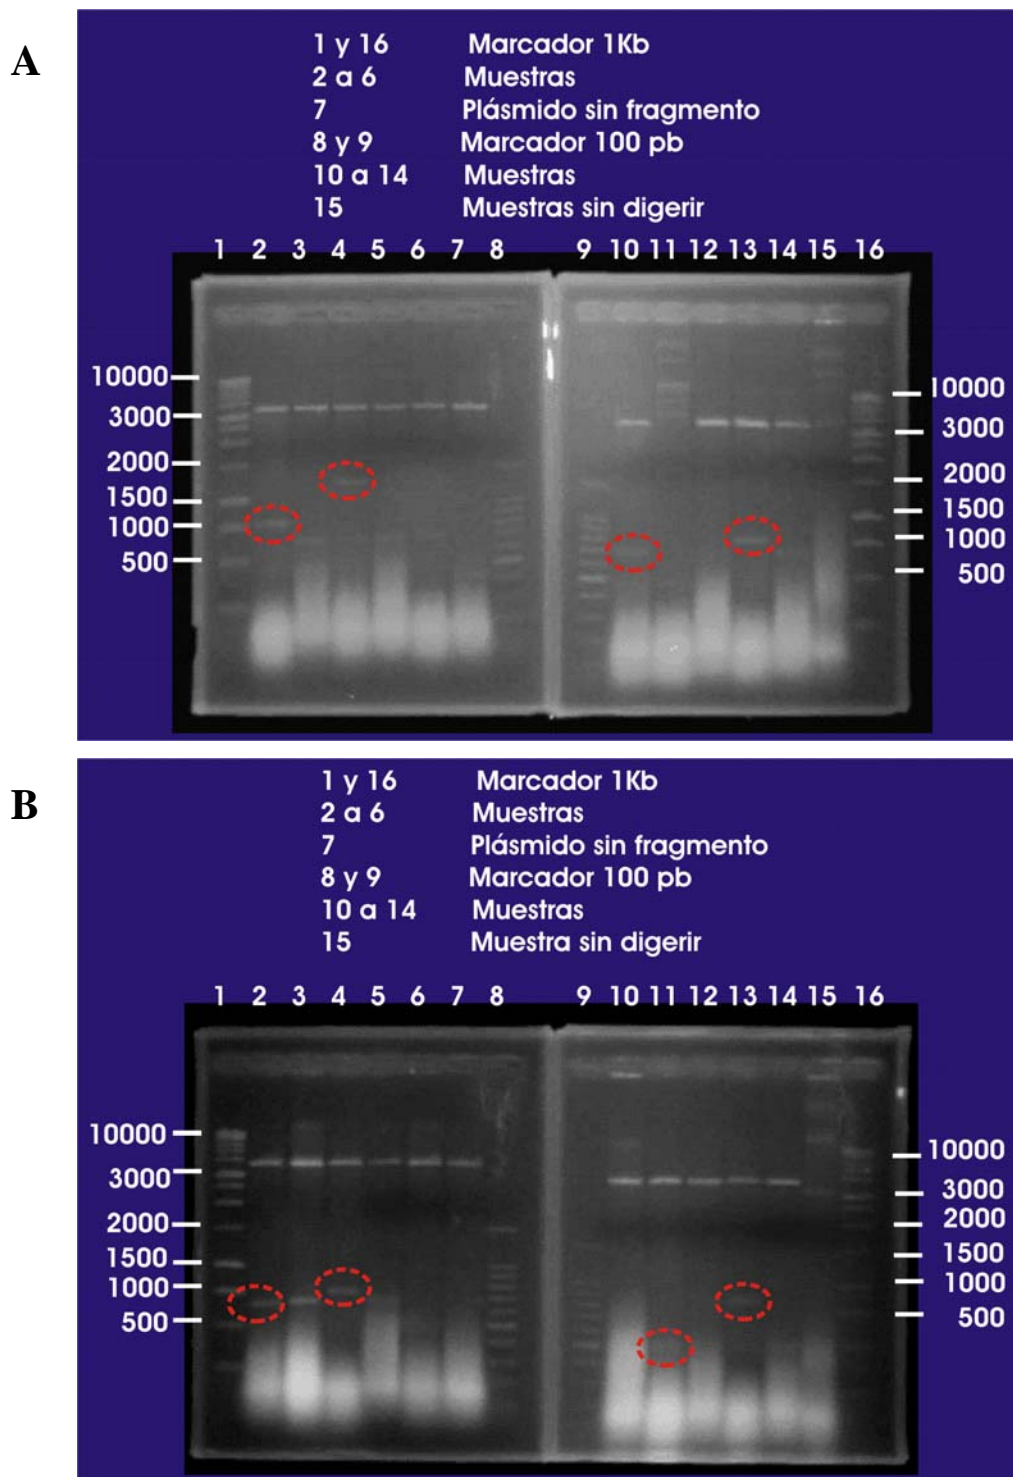 A
1 y 16 Marcador 1Kb
2 a 6 Muestras
7 Plásmido sin fragmento
8 y 9 Marcador 100 pb
10 a 14 Muestras
15 Muestras sin digerir
1 2 3 4 5 6 7 8 9 10 11 12 13 14 15 16
10000
3000
2000
1500
1000
500
10000
3000
2000
1500
1000
500
B
1 y 16 Marcador 1Kb
2 a 6 Muestras
7 Plásmido sin fragmento
8 y 9 Marcador 100 pb
10 a 14 Muestras
15 Muestra sin digerir
1 2 3 4 5 6 7 8 9 10 11 12 13 14 15 16
10000
3000
2000
1500
1000
500
10000
3000
2000
1500
1000
500